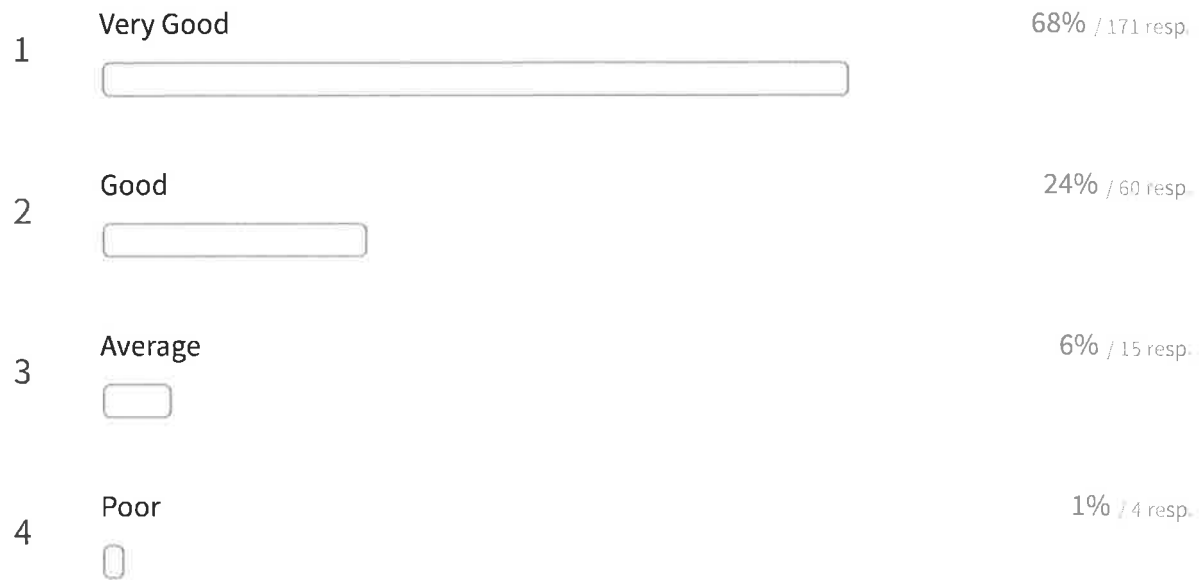 1
Very Good
68% / 171 resp.
2
Good
24% / 60 resp.
3
Average
6% / 15 resp.
4
Poor
1% / 4 resp.